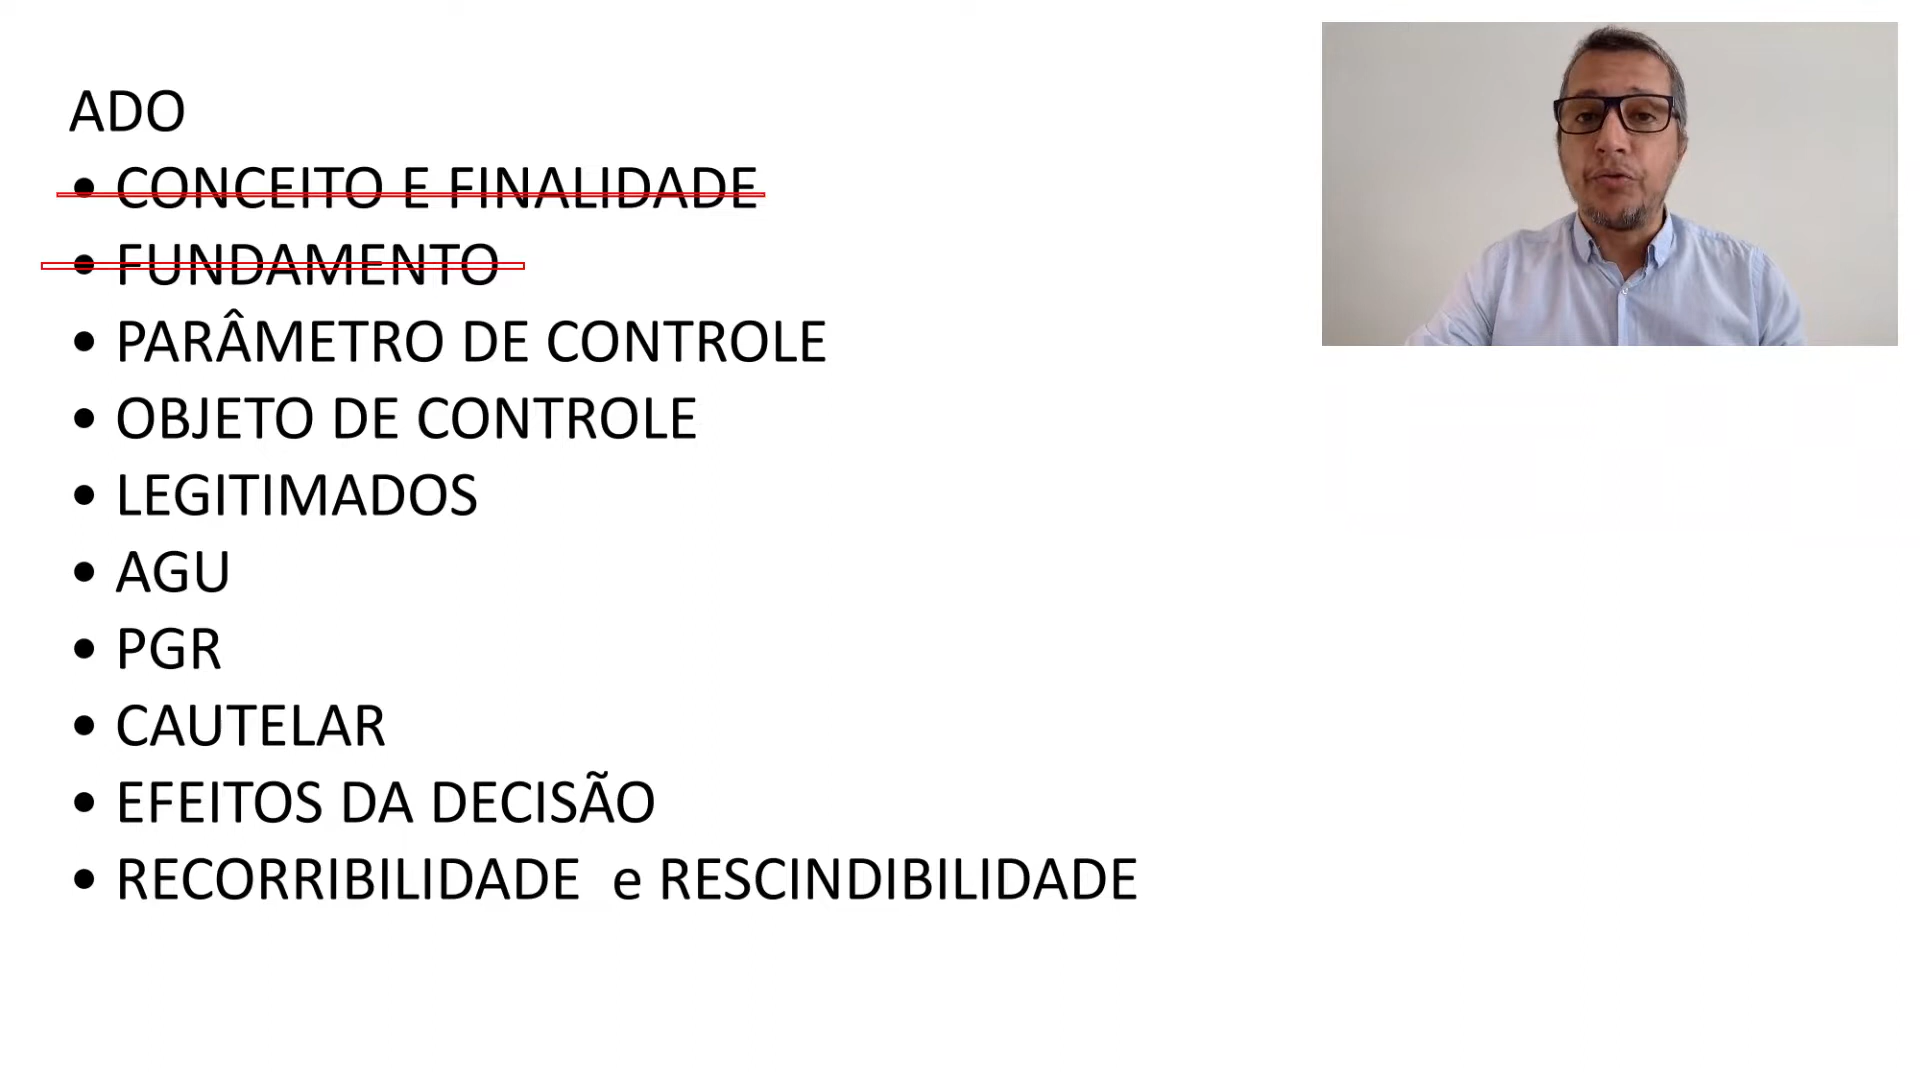 ADO
• CONCEITO E FINALIDADE
• FUNDAMENTO
• PARÂMETRO DE CONTROLE
• OBJETO DE CONTROLE
• LEGITIMADOS
• AGU
• PGR
• CAUTELAR
• EFEITOS DA DECISÃO
• RECORRIBILIDADE e RESCINDIBILIDADE